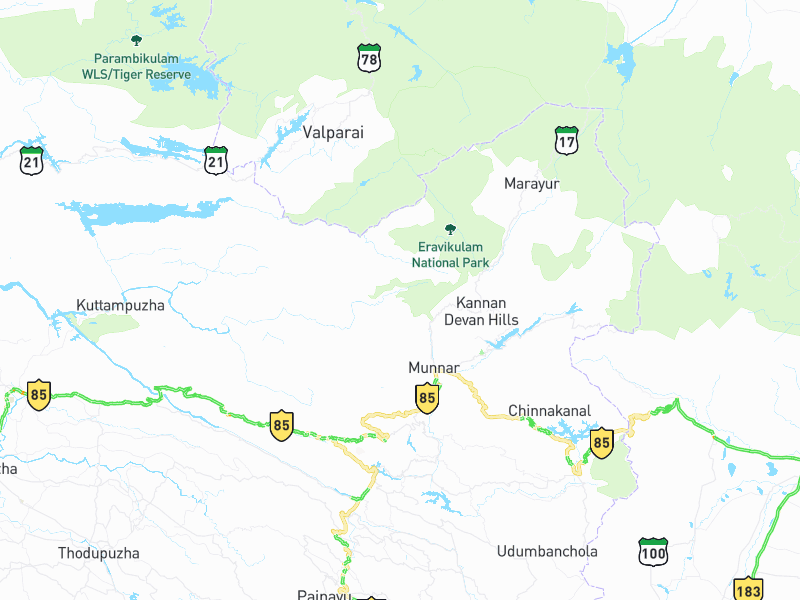 Parambikulam
WLS/Tiger Reserve
78
Valparai
17
21
21
Marayur
Eravikulam
National Park
Kuttampuzha
Kannan
Devan Hills
Munnar
85
85
85
Chinnakanal
85
zha
Thodupuzha
Udumbanchola
100
Painavu
183